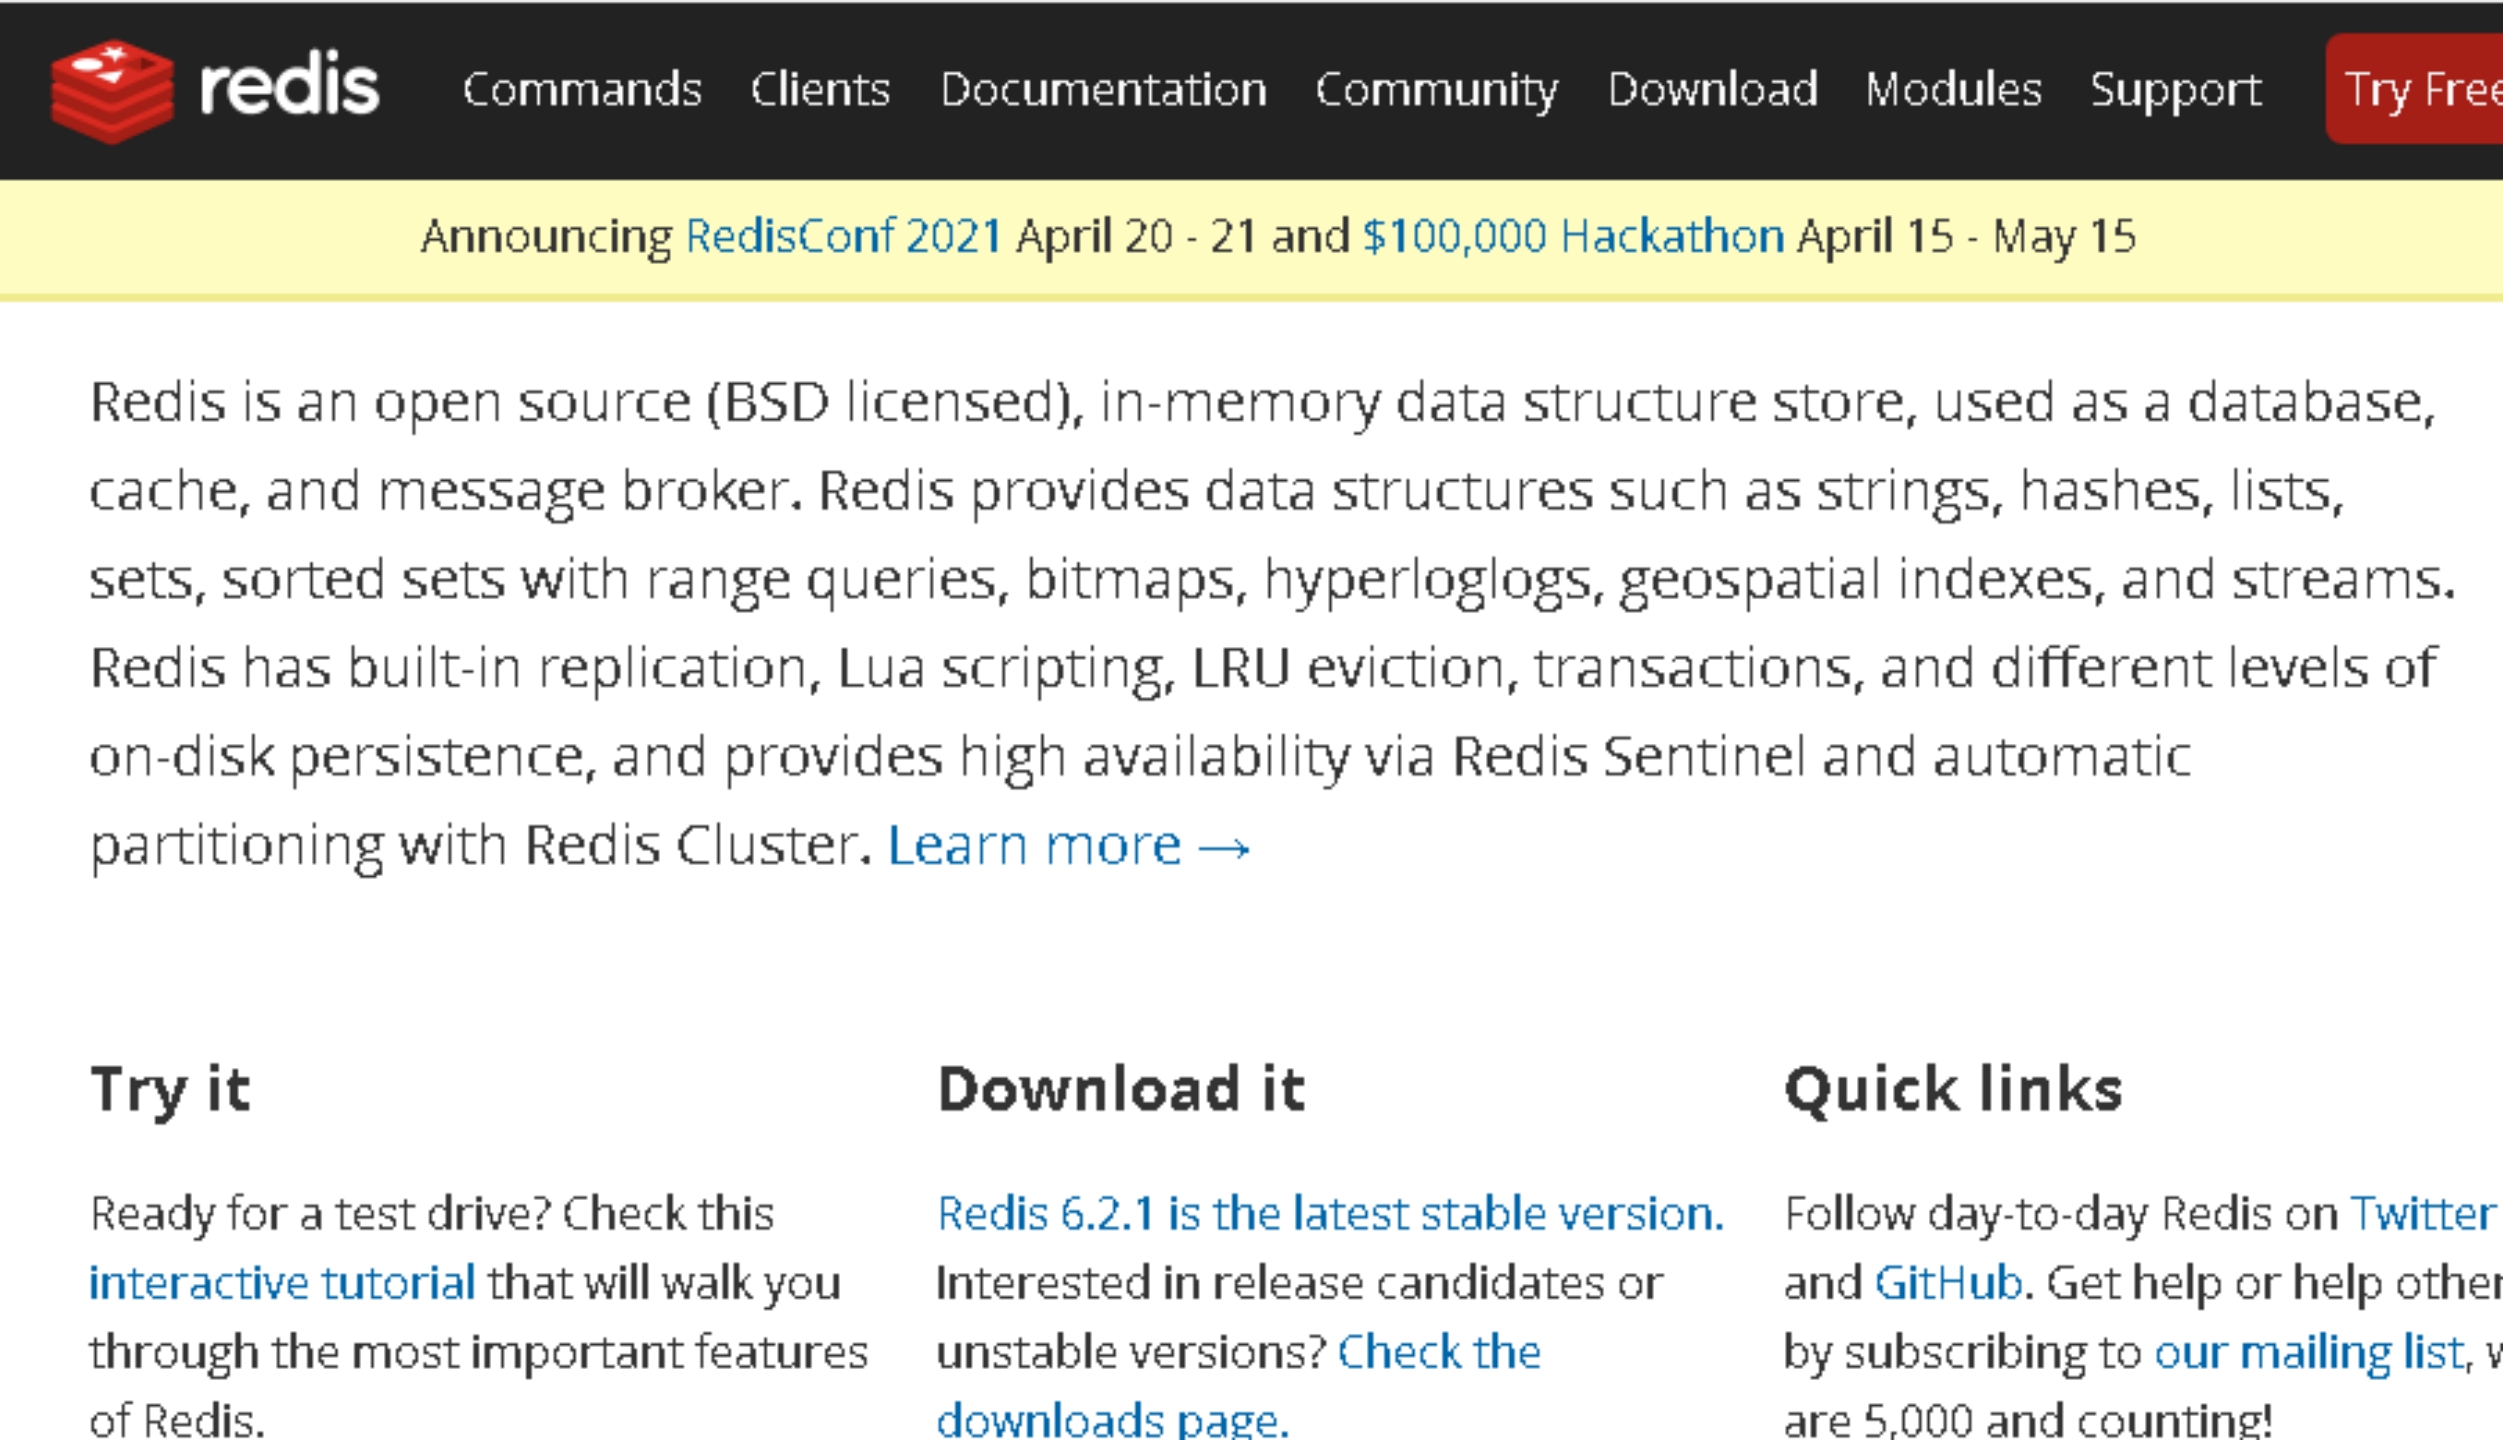 redis Commands Clients Documentation Community Download Modules Support Try Free
Announcing RedisConf 2021 April 20 - 21 and $100,000 Hackathon April 15 - May 15
Redis is an open source (BSD licensed), in-memory data structure store, used as a database,
cache, and message broker. Redis provides data structures such as strings, hashes, lists,
sets, sorted sets with range queries, bitmaps, hyperloglogs, geospatial indexes, and streams.
Redis has built-in replication, Lua scripting, LRU eviction, transactions, and different levels of
on-disk persistence, and provides high availability via Redis Sentinel and automatic
partitioning with Redis Cluster. Learn more →
Try it
Ready for a test drive? Check this
interactive tutorial that will walk you
through the most important features
of Redis.
Download it
Redis 6.2.1 is the latest stable version.
Interested in release candidates or
unstable versions? Check the
downloads page.
Quick links
Follow day-to-day Redis on Twitter
and GitHub. Get help or help other
by subscribing to our mailing list,
are 5,000 and counting!